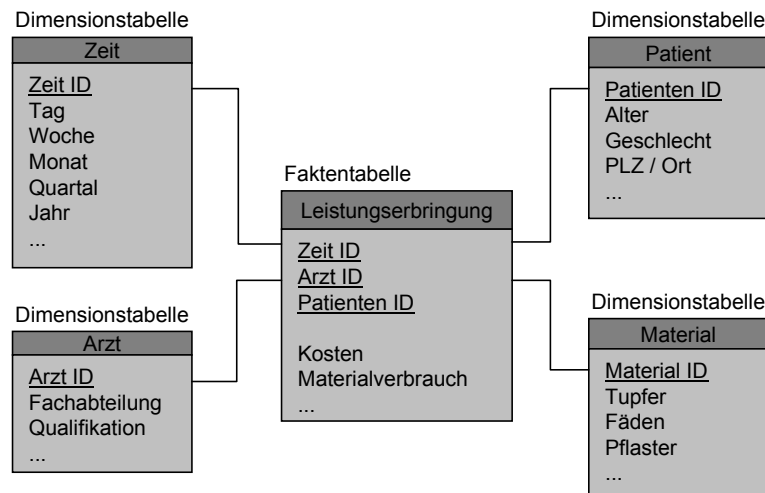 Dimensionstabelle
Zeit
Zeit ID
Tag
Woche
Monat
Quartal
Jahr
...
Dimensionstabelle
Patient
Patienten ID
Alter
Geschlecht
PLZ / Ort
...
Faktentabelle
Leistungserbringung
Zeit ID
Arzt ID
Patienten ID
Kosten
Materialverbrauch
...
Dimensionstabelle
Arzt
Arzt ID
Fachabteilung
Qualifikation
...
Dimensionstabelle
Material
Material ID
Tupfer
Fäden
Pflaster
...